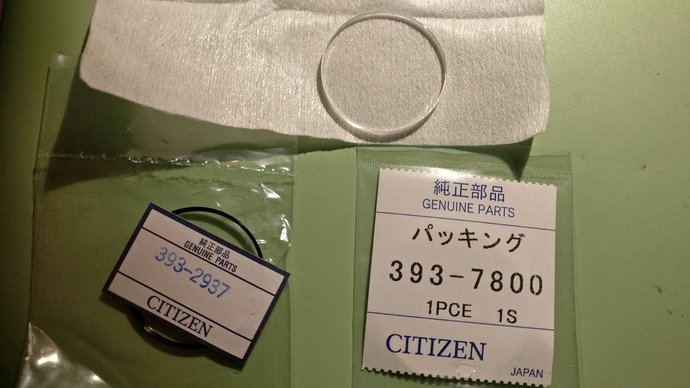 純正部品
GENUINE PARTS
393-2937
CITIZEN
純正部品
GENUINE PARTS
パッキング
393-7800
1PCE 1S
CITIZEN
JAPAN